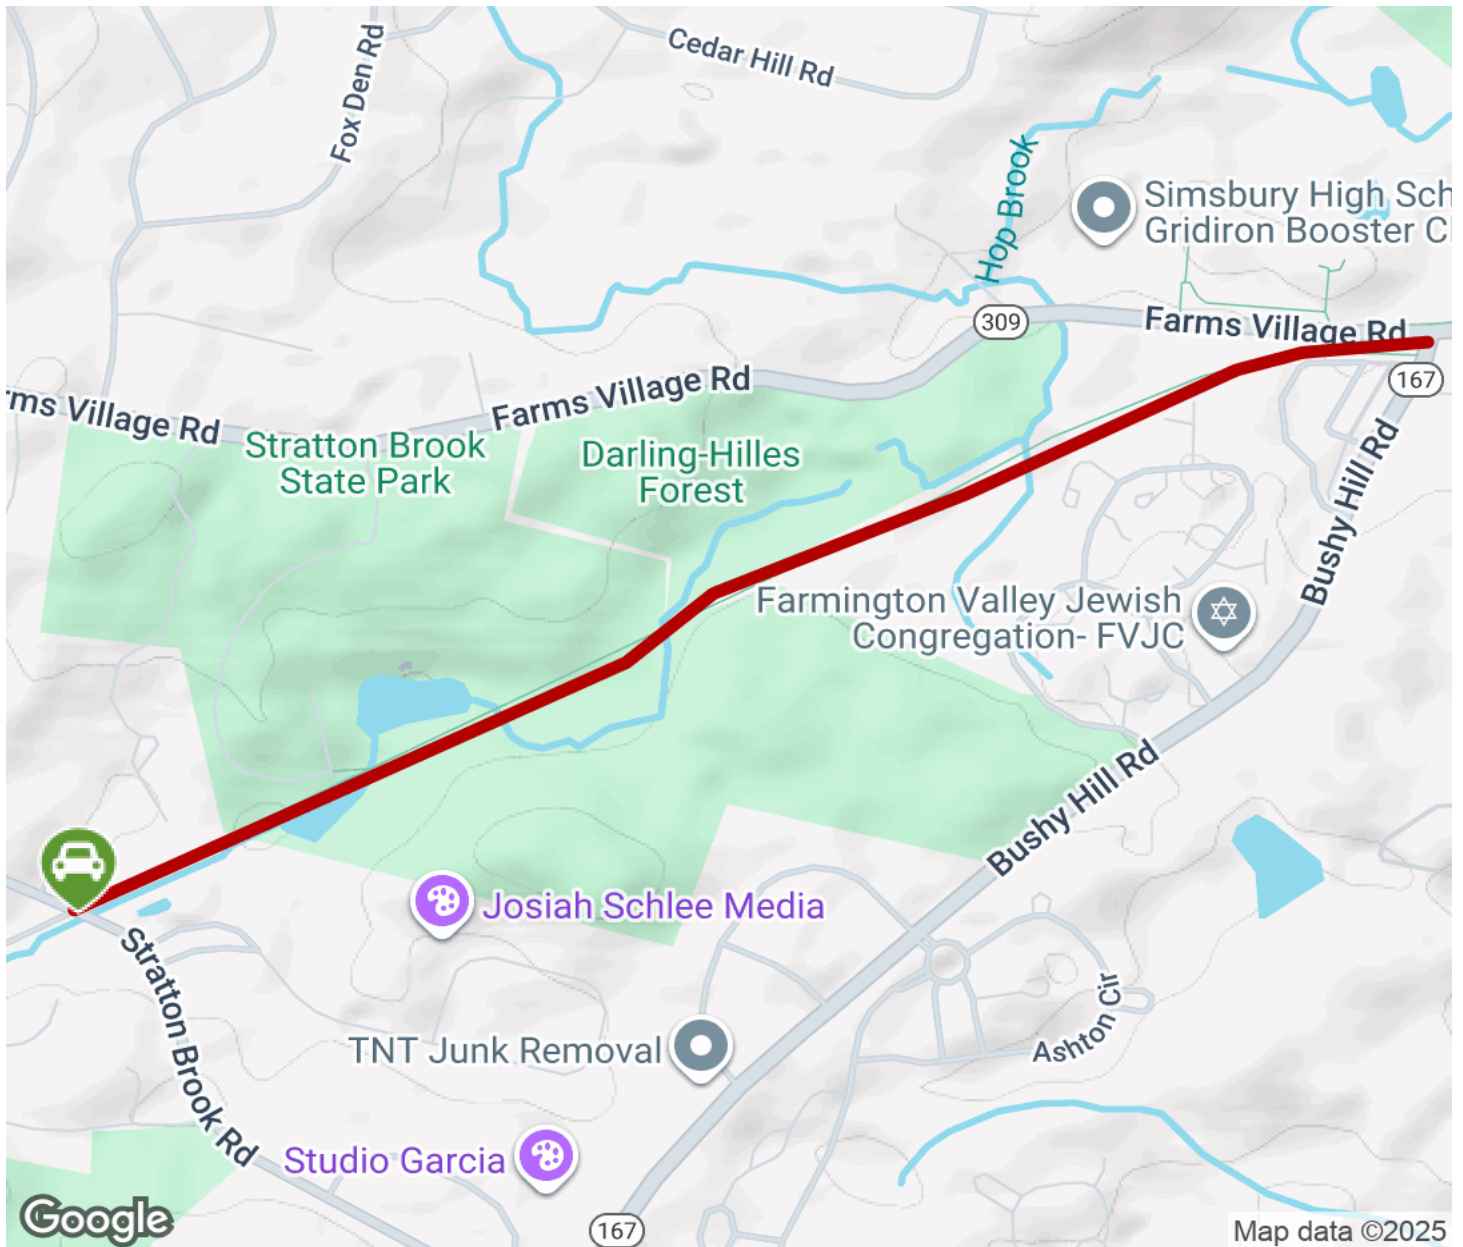 Cedar Hill Rd
Fox Den Rd
Hop Brook
Simsbury High Sch
Gridiron Booster C
309
Farms Village Rd
167
Farms Village Rd
rms Village Rd
Stratton Brook
State Park
Darling-Hilles
Forest
Bushy Hill Rd
Farmington Valley Jewish
Congregation- FVJC
Bushy Hill Rd
Josiah Schlee Media
Stratton Brook Rd
Ashton Cir
TNT Junk Removal
Studio Garcia
167
Google
Map data ©2025